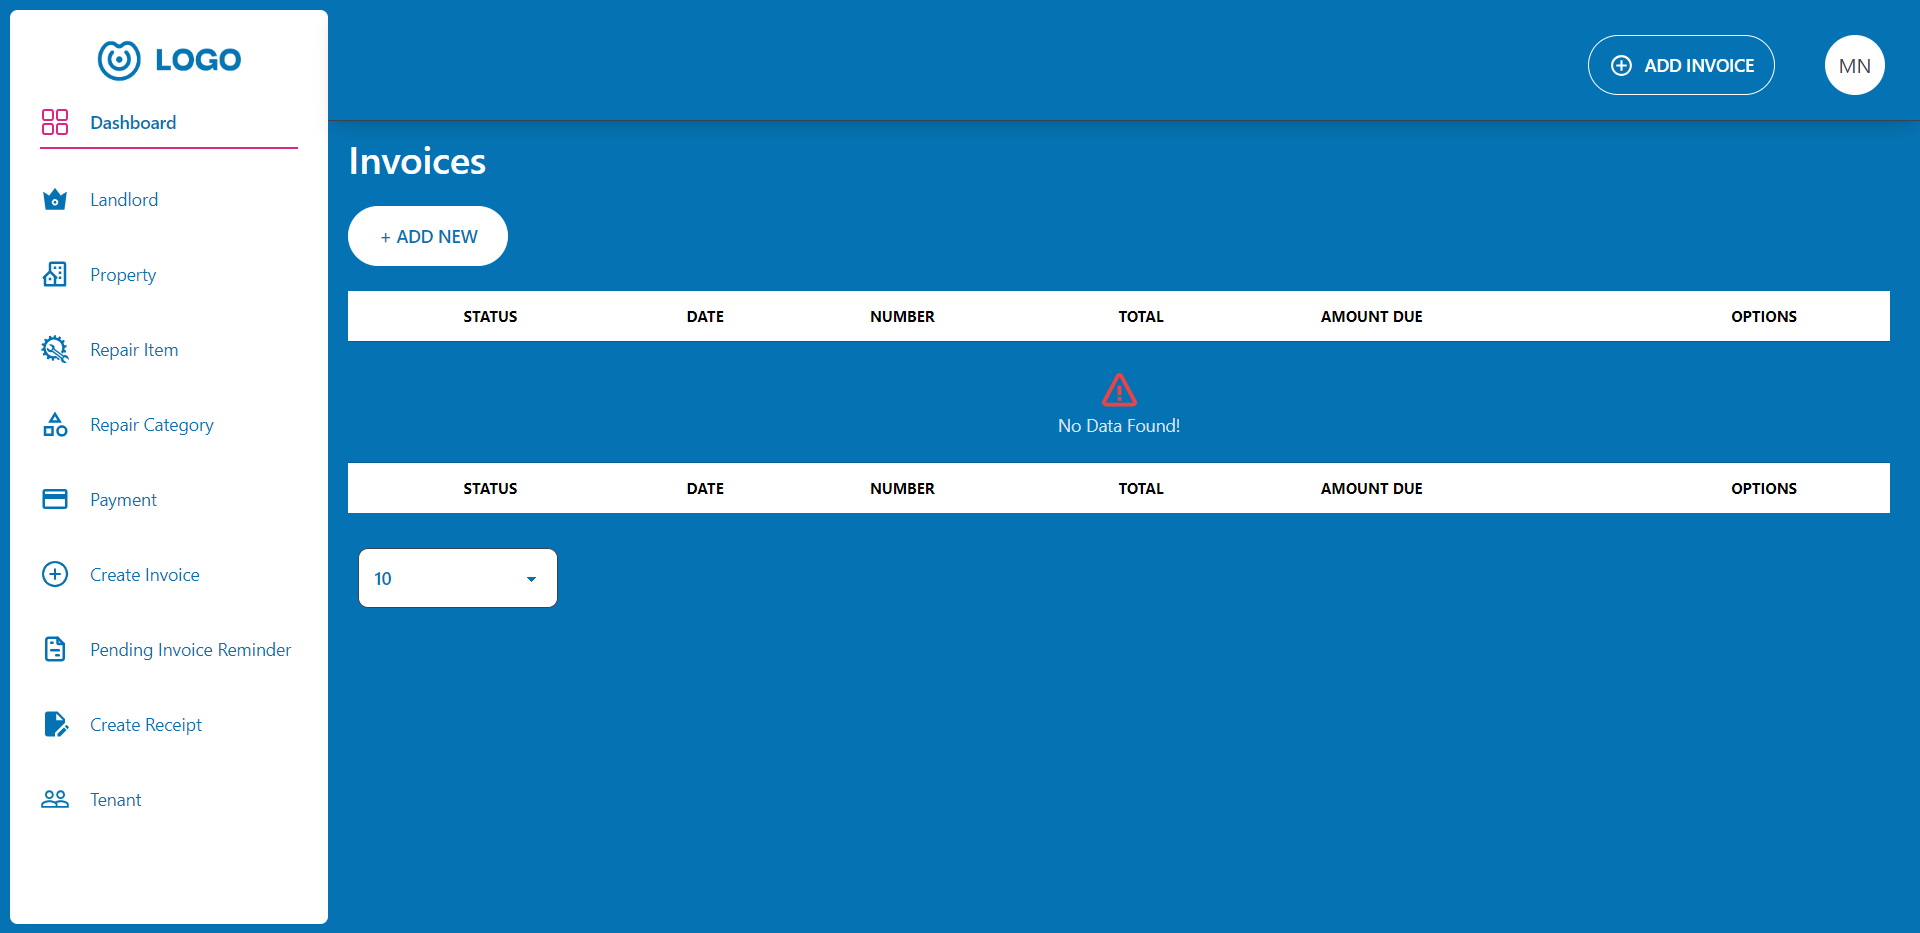 LOGO
Dashboard
Landlord
Property
Repair Item
Repair Category
Payment
Create Invoice
Pending Invoice Reminder
Create Receipt
Tenant
ADD INVOICE
MN
Invoices
+ ADD NEW
STATUS DATE NUMBER TOTAL AMOUNT DUE OPTIONS
No Data Found!
STATUS DATE NUMBER TOTAL AMOUNT DUE OPTIONS
10